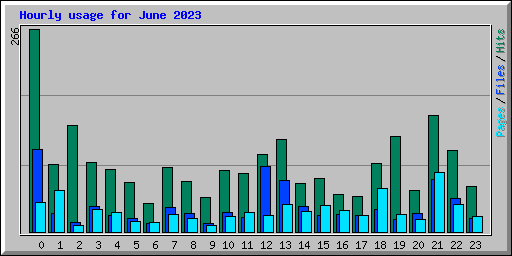 Hourly usage for June 2023
266
Pages/Files/Hits
0 1 2 3 4 5 6 7 8 9 10 11 12 13 14 15 16 17 18 19 20 21 22 23